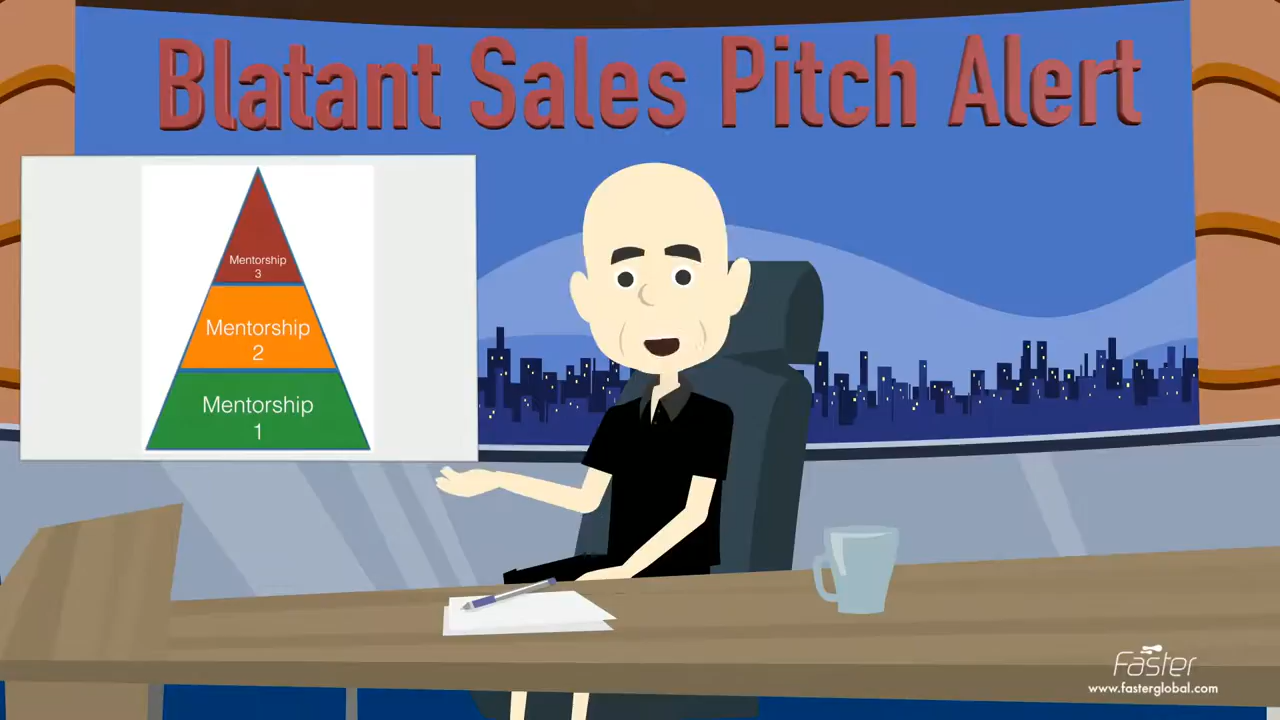 Blatant Sales Pitch Alert
Mentorship
3
Mentorship
2
Mentorship
1
Faster
www.fasterglobal.com